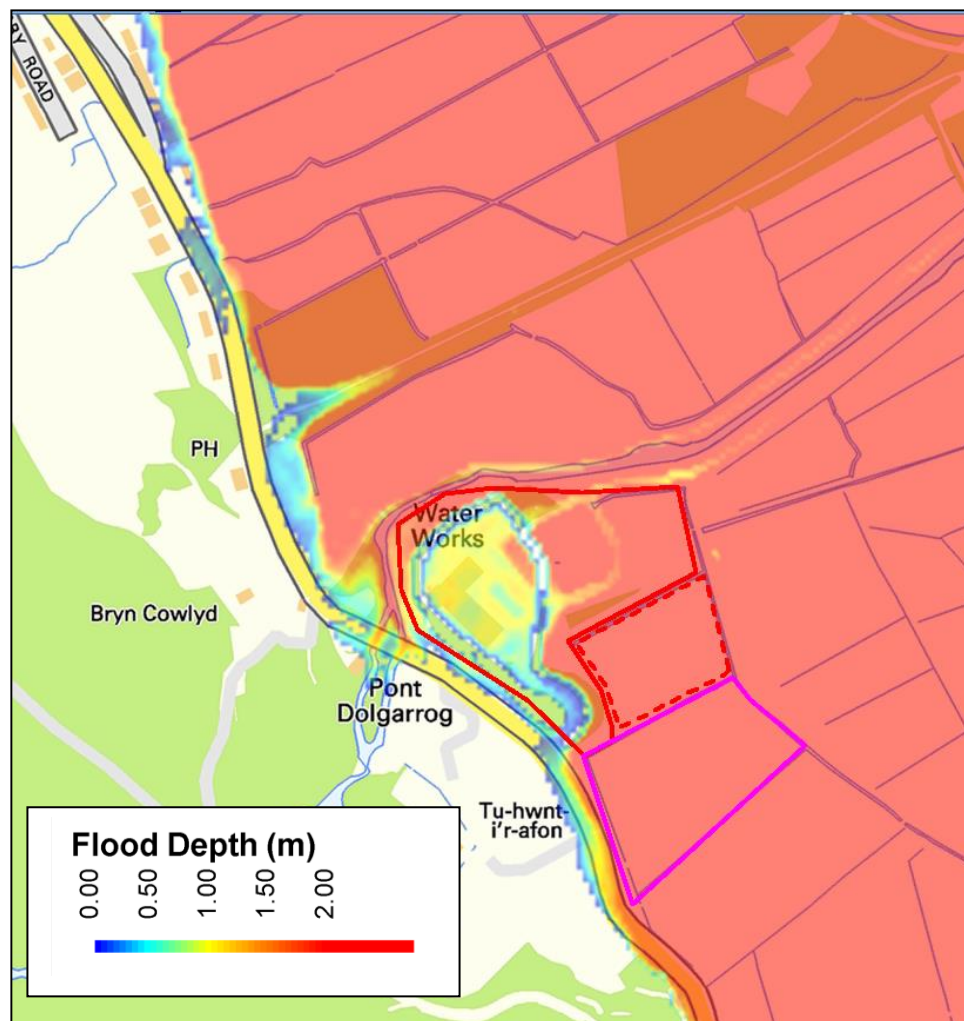 RY ROAD
PH
Water
Works
Bryn Cowlyd
Pont
Dolgarrog
Tu-hwnt-
i'r-afon
Flood Depth (m)
0.00
0.50
1.00
1.50
2.00